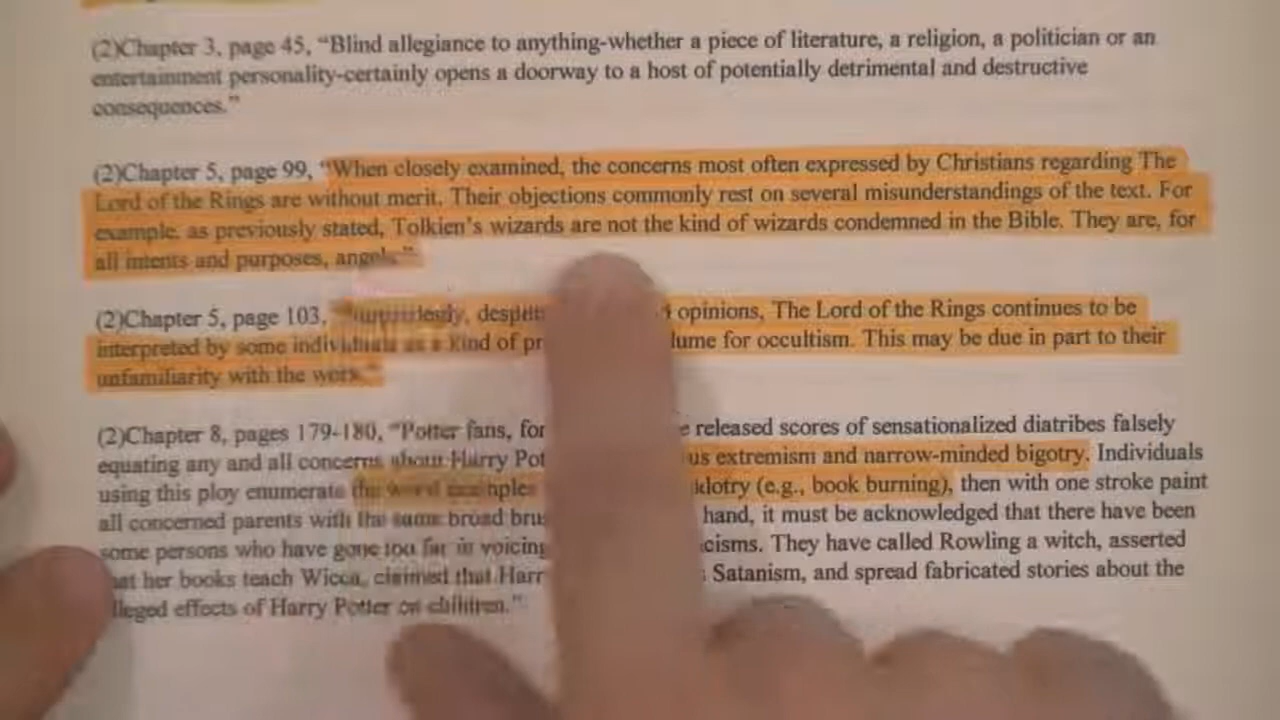 (2)Chapter 3, page 45, “Blind allegiance to anything-whether a piece of literature, a religion, a politician or an
entertainment personality-certainly opens a doorway to a host of potentially detrimental and destructive
consequences.”
(2)Chapter 5, page 99, “When closely examined, the concerns most often expressed by Christians regarding The
Lord of the Rings are without merit. Their objections commonly rest on several misunderstandings of the text. For
example, as previously stated, Tolkien’s wizards are not the kind of wizards condemned in the Bible. They are, for
all intents and purposes, angels.”
(2)Chapter 5, page 103, opinions, The Lord of the Rings continues to be
interpreted by some individuals as a kind of for occultism. This may be due in part to their
unfamiliarity with the work.”
(2)Chapter 8, pages 179-180, “Potter fans, for released scores of sensationalized diatribes falsely
equating any and all concerns about Harry extremism and narrow-minded bigotry. Individuals
using this ploy enumerate the (e.g., book burning), then with one stroke paint
all concerned parents with the same broad hand, it must be acknowledged that there have been
some persons who have gone too far in They have called Rowling a witch, asserted
her books teach Wicca, claimed that Satanism, and spread fabricated stories about the
effects of Harry Potter on children.”